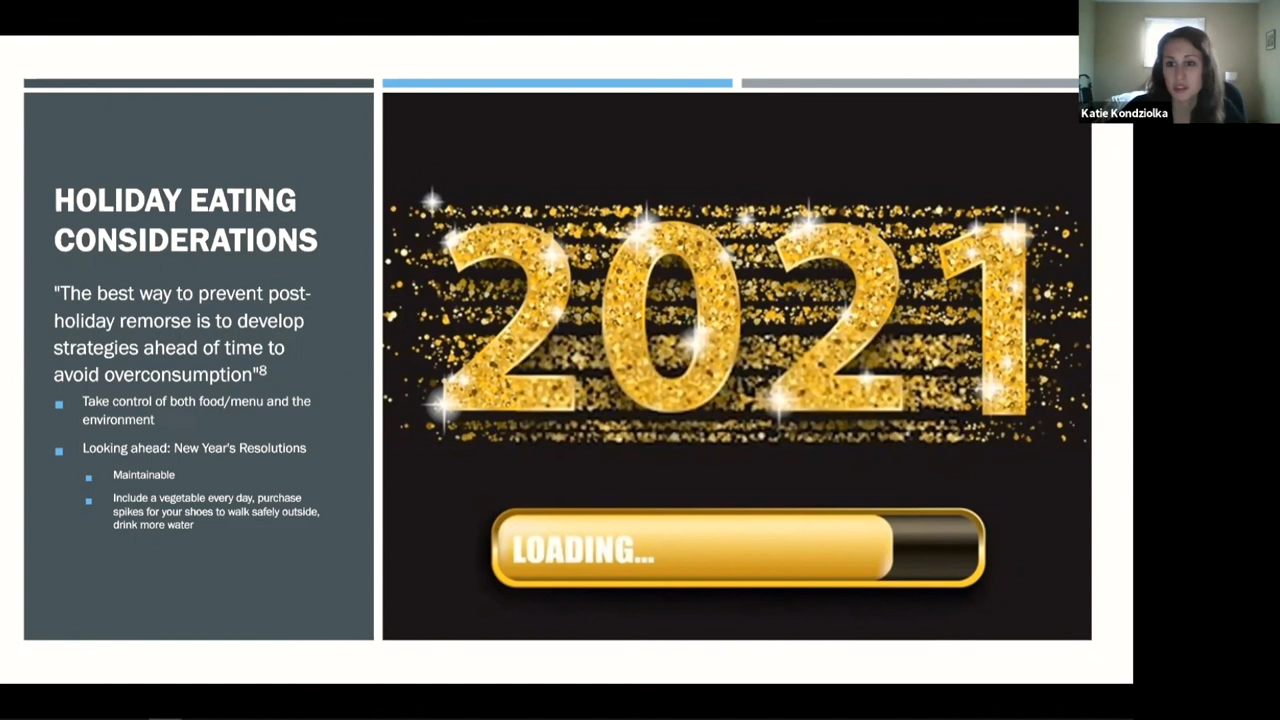 HOLIDAY EATING
CONSIDERATIONS
"The best way to prevent post-
holiday remorse is to develop
strategies ahead of time to
avoid overconsumption"8
Take control of both food/menu and the
environment
Looking ahead: New Year's Resolutions
Maintainable
Include a vegetable every day, purchase
spikes for your shoes to walk safely outside,
drink more water
2021
LOADING...
Katie Kondziolka